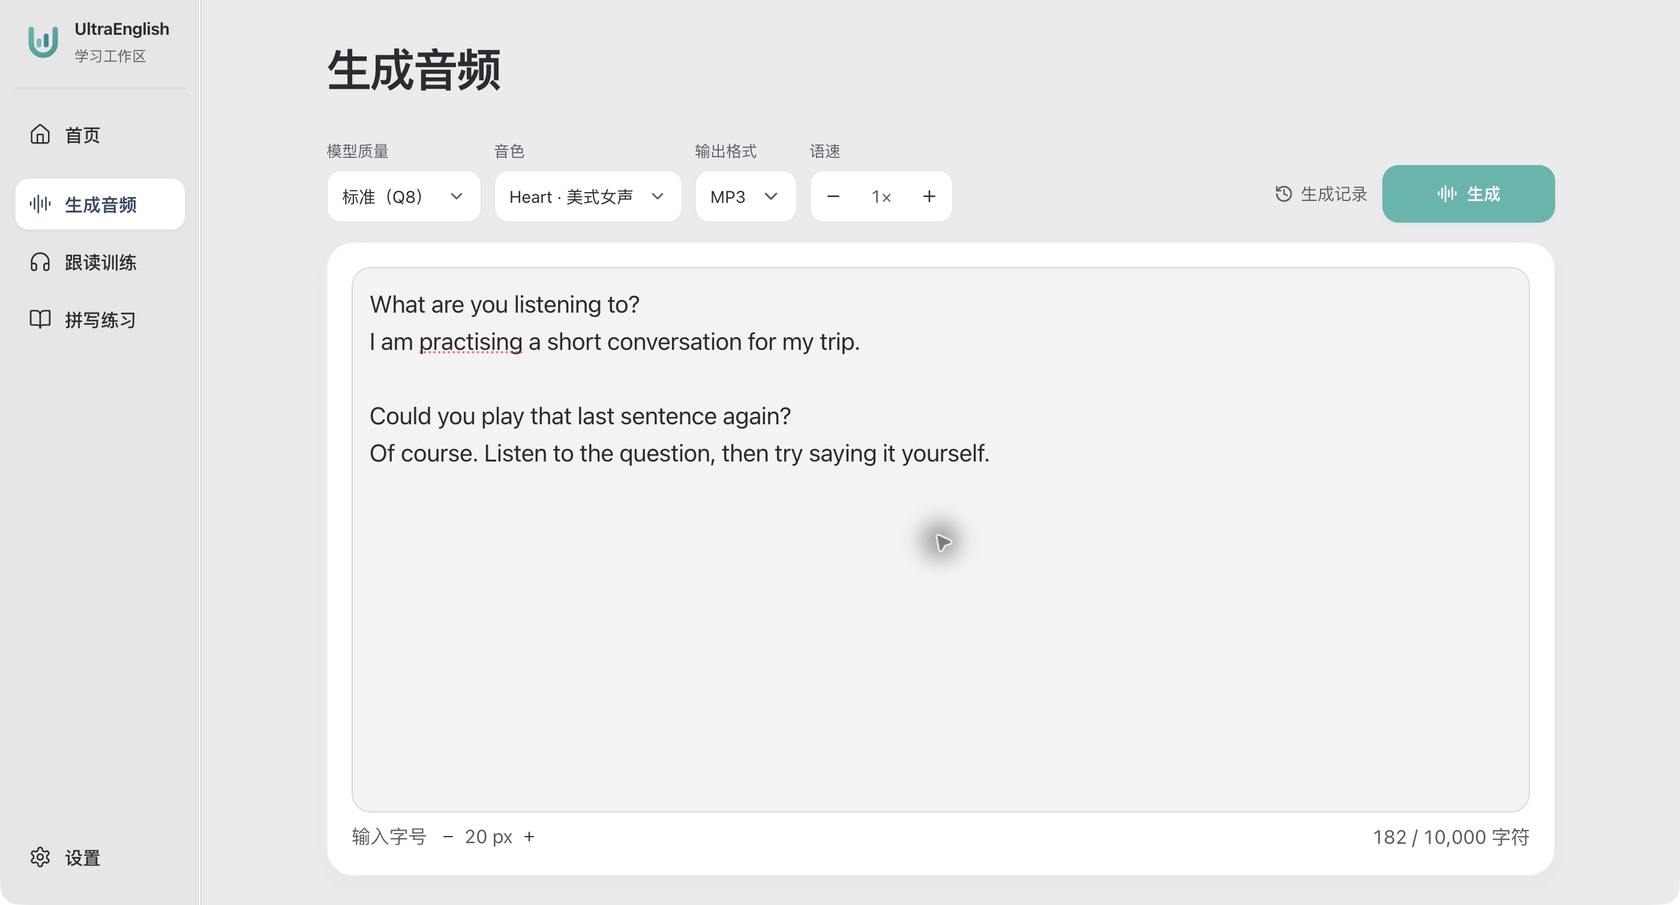 UltraEnglish
学习工作区
首页
生成音频
跟读训练
拼写练习
设置
生成音频
模型质量
音色
输出格式
语速
标准（Q8）
Heart · 美式女声
MP3
− 1× +
生成记录
生成
What are you listening to?
I am practising a short conversation for my trip.
Could you play that last sentence again?
Of course. Listen to the question, then try saying it yourself.
输入字号 − 20 px +
182 / 10,000 字符